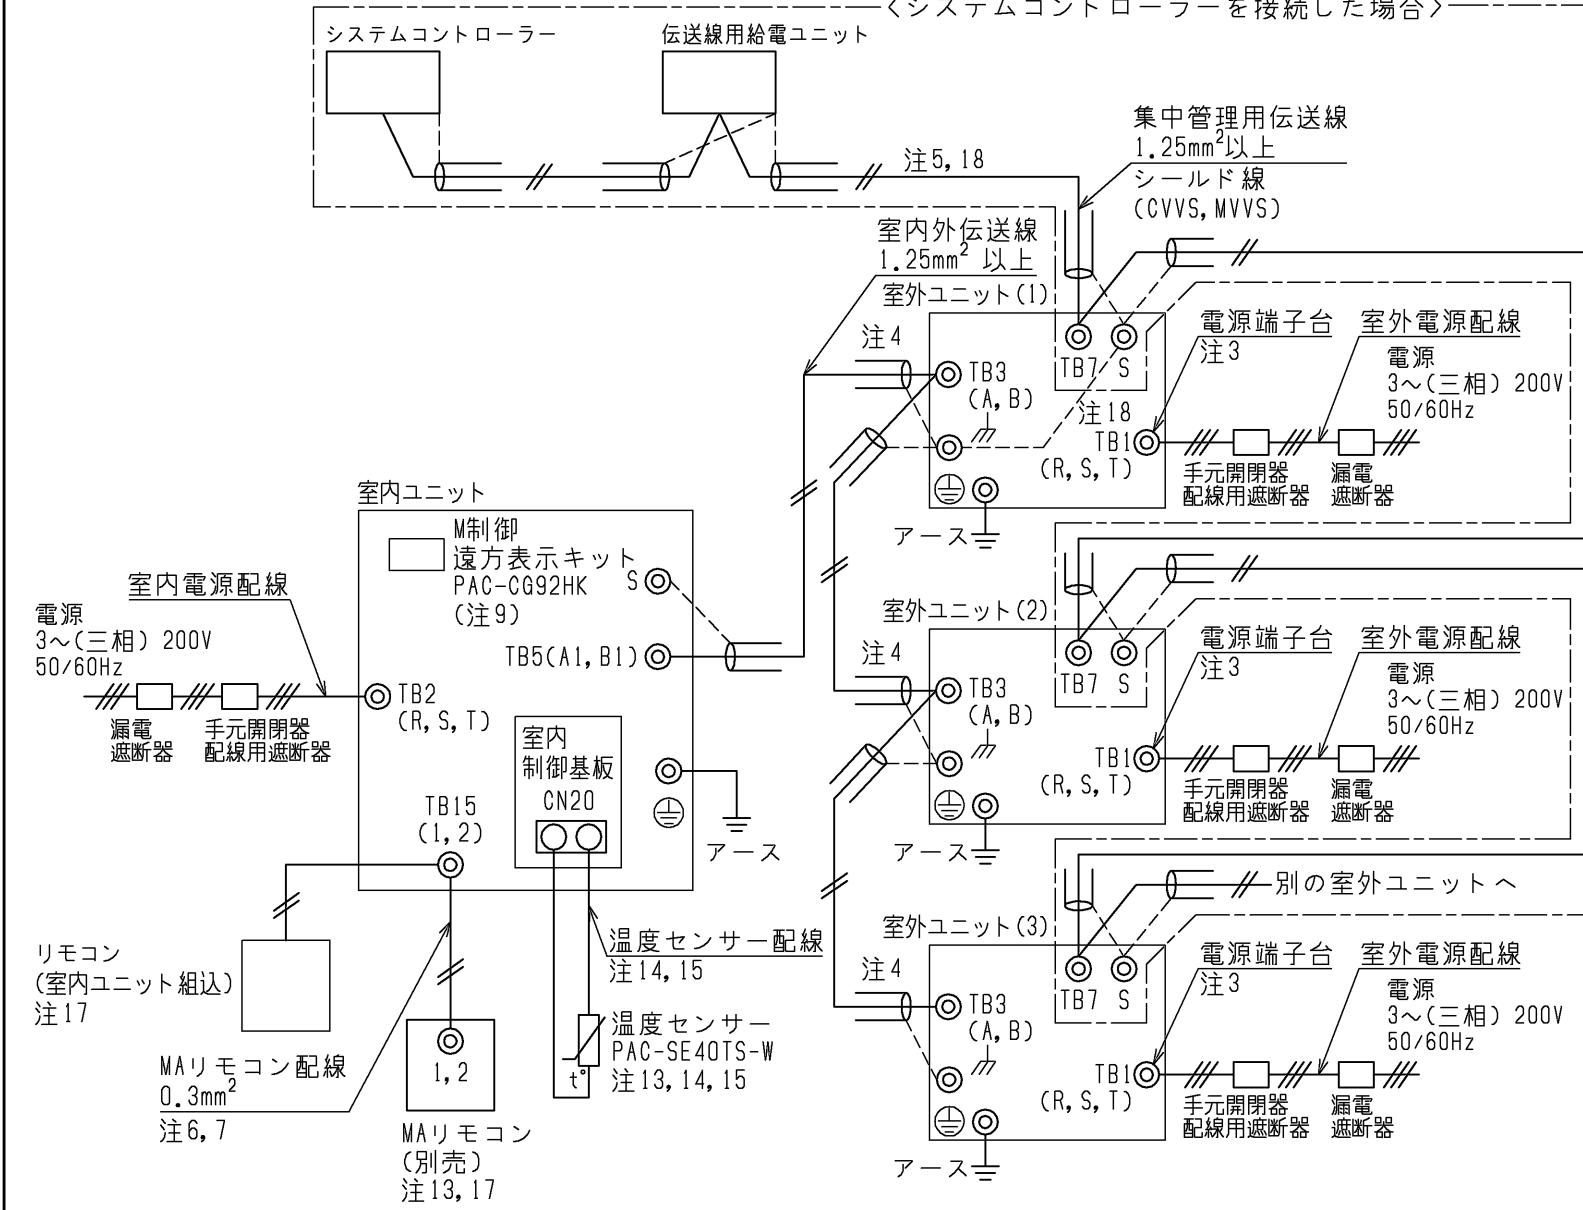 〈システムコントローラーを接続した場合〉
システムコントローラー
伝送線用給電ユニット
集中管理用伝送線
1.25mm²以上
シールド線
(CVVS,MVVS)
注5,18
室内外伝送線
1.25mm² 以上
室外ユニット(1)
注4
TB3
(A,B)
TB7
S
注18
TB1
(R,S,T)
アース
電源端子台
注3
室外電源配線
電源
3～(三相) 200V
50/60Hz
手元開閉器
配線用遮断器
漏電
遮断器
室内ユニット
M制御
遠方表示キット
PAC-CG92HK
(注9)
S
TB5(A1,B1)
室内電源配線
電源
3～(三相) 200V
50/60Hz
漏電
遮断器
手元開閉器
配線用遮断器
TB2
(R,S,T)
室内
制御基板
CN20
TB15
(1,2)
アース
室外ユニット(2)
注4
TB3
(A,B)
TB7
S
TB1
(R,S,T)
アース
電源端子台
注3
室外電源配線
電源
3～(三相) 200V
50/60Hz
手元開閉器
配線用遮断器
漏電
遮断器
別の室外ユニットへ
室外ユニット(3)
注4
TB3
(A,B)
TB7
S
TB1
(R,S,T)
アース
電源端子台
注3
室外電源配線
電源
3～(三相) 200V
50/60Hz
手元開閉器
配線用遮断器
漏電
遮断器
リモコン
(室内ユニット組込)
注17
MAリモコン配線
0.3mm²
注6,7
1,2
MAリモコン
(別売)
注13,17
温度センサー配線
注14,15
温度センサー
PAC-SE40TS-W
注13,14,15
t°